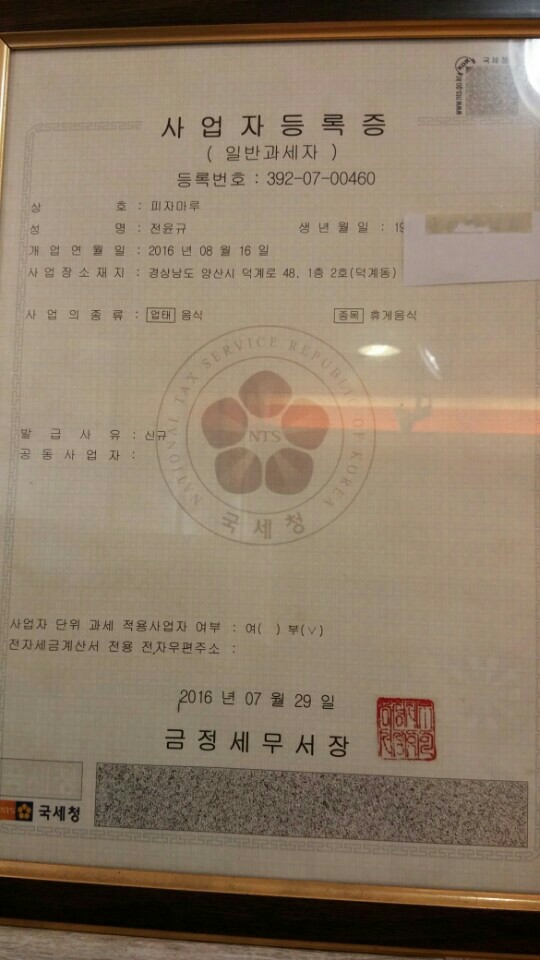 국세청
사업자등록증
( 일반과세자 )
등록번호 : 392-07-00460
상 호 : 피자마루
성 명 : 전윤규 생 년 월 일 : 19
개 업 연 월 일 : 2016 년 08 월 16 일
사 업 장 소 재 지 : 경상남도 양산시 덕계로 48, 1층 2호(덕계동)
사 업 의 종 류 : 업태 음식 종목 휴게음식
NATIONAL TAX SERVICE REPUBLIC OF KOREA
NTS
국세청
발 급 사 유 : 신규
공 동 사 업 자 :
사업자 단위 과세 적용사업자 여부 : 여( ) 부(∨)
전자세금계산서 전용 전자우편주소 :
2016 년 07 월 29 일
금정세무서장
NTS 국세청